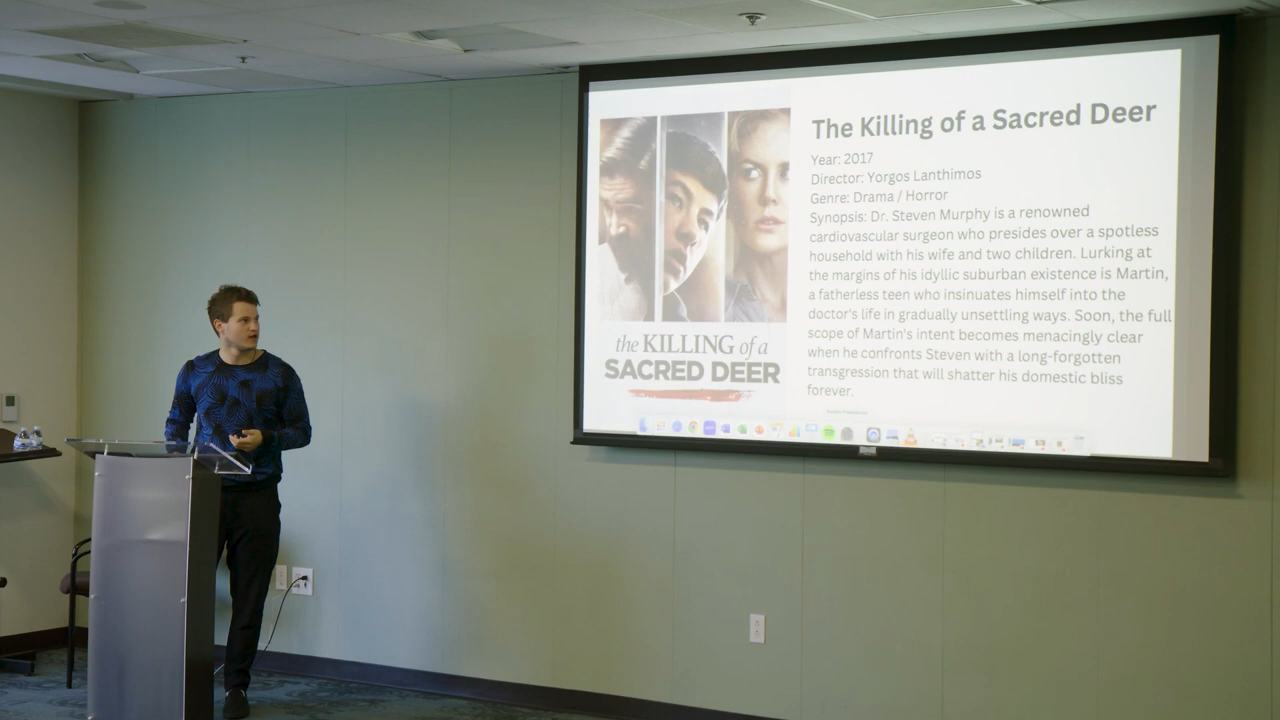 The Killing of a Sacred Deer
Year: 2017
Director: Yorgos Lanthimos
Genre: Drama / Horror
Synopsis: Dr. Steven Murphy is a renowned
cardiovascular surgeon who presides over a spotless
household with his wife and two children. Lurking at
the margins of his idyllic suburban existence is Martin,
a fatherless teen who insinuates himself into the
doctor's life in gradually unsettling ways. Soon, the full
scope of Martin's intent becomes menacingly clear
when he confronts Steven with a long-forgotten
transgression that will shatter his domestic bliss
forever.
the KILLING of a
SACRED DEER